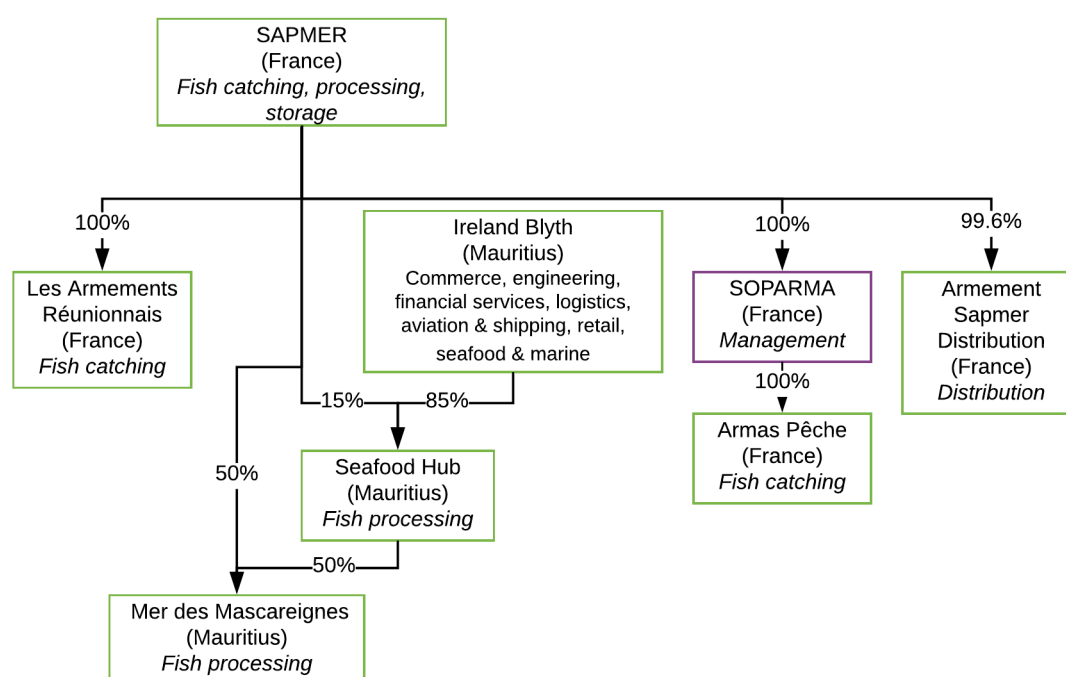 SAPMER
(France)
Fish catching, processing,
storage
100%
100%
99.6%
Ireland Blyth
(Mauritius)
Commerce, engineering,
financial services, logistics,
aviation & shipping, retail,
seafood & marine
Les Armements
Réunionnais
(France)
Fish catching
SOPARMA
(France)
Management
Armement
Sapmer
Distribution
(France)
Distribution
100%
15%
85%
Armas Pêche
(France)
Fish catching
50%
Seafood Hub
(Mauritius)
Fish processing
50%
Mer des Mascareignes
(Mauritius)
Fish processing